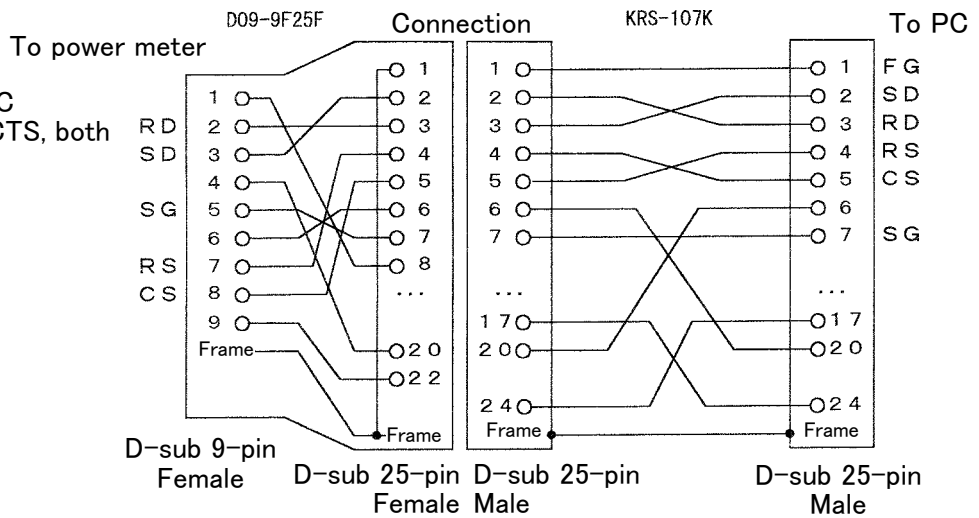 D09-9F25F Connection KRS-107K To PC
To power meter
C
CTS, both
1
RD 2
SD 3
4
SG 5
6
RS 7
CS 8
9
Frame
1
2
3
4
5
6
7
8
...
20
22
Frame
1
2
3
4
5
6
7
...
17
20
24
Frame
1 FG
2 SD
3 RD
4 RS
5 CS
6
7 SG
...
17
20
24
Frame
D-sub 9-pin
Female
D-sub 25-pin
Female
D-sub 25-pin
Male
D-sub 25-pin
Male